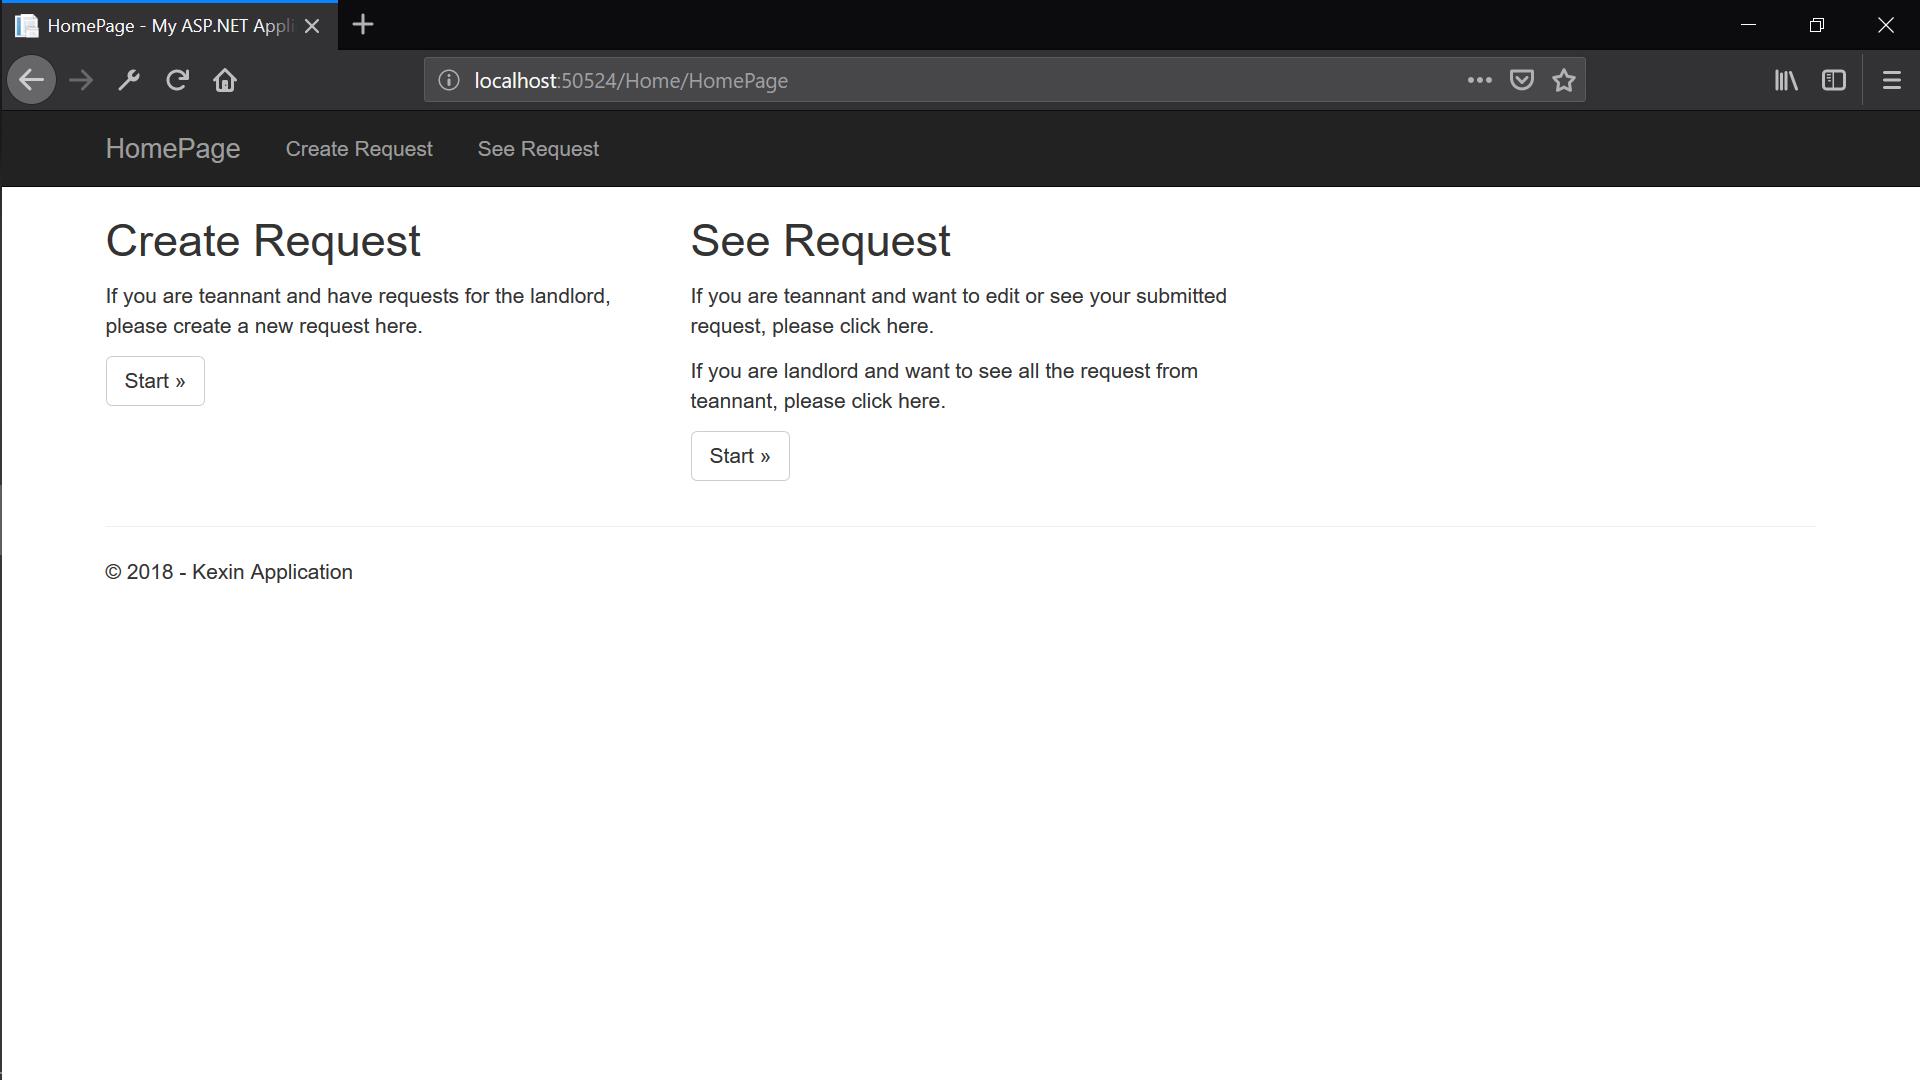 HomePage - My ASP.NET Appli
localhost:50524/Home/HomePage
HomePage Create Request See Request
Create Request
If you are teannant and have requests for the landlord,
please create a new request here.
Start »
See Request
If you are teannant and want to edit or see your submitted
request, please click here.
If you are landlord and want to see all the request from
teannant, please click here.
Start »
© 2018 - Kexin Application